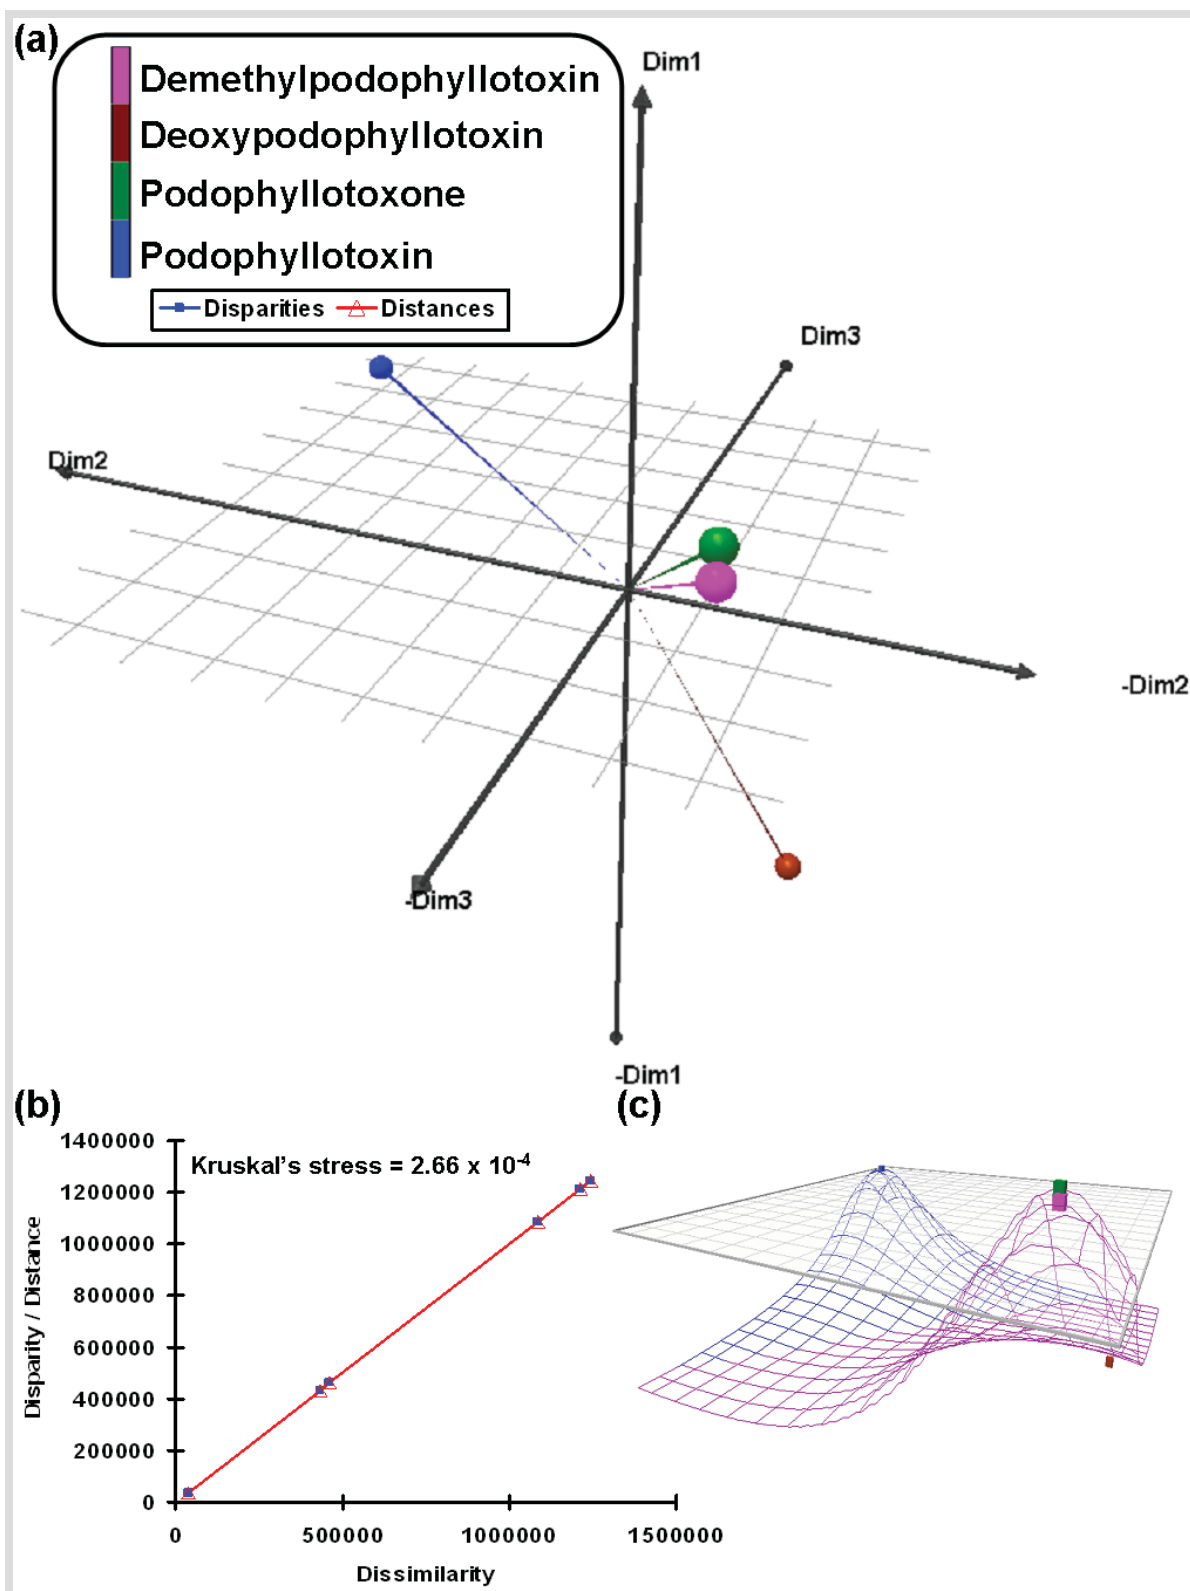 (a)
Demethylpodophyllotoxin
Deoxypodophyllotoxin
Podophyllotoxone
Podophyllotoxin
Disparities Distances
Dim1
Dim3
Dim2
-Dim2
-Dim3
-Dim1
(b)
Kruskal's stress = 2.66 x 10-4
1400000
1200000
1000000
800000
600000
400000
200000
0
Disparity / Distance
0 500000 1000000 1500000
Dissimilarity
(c)